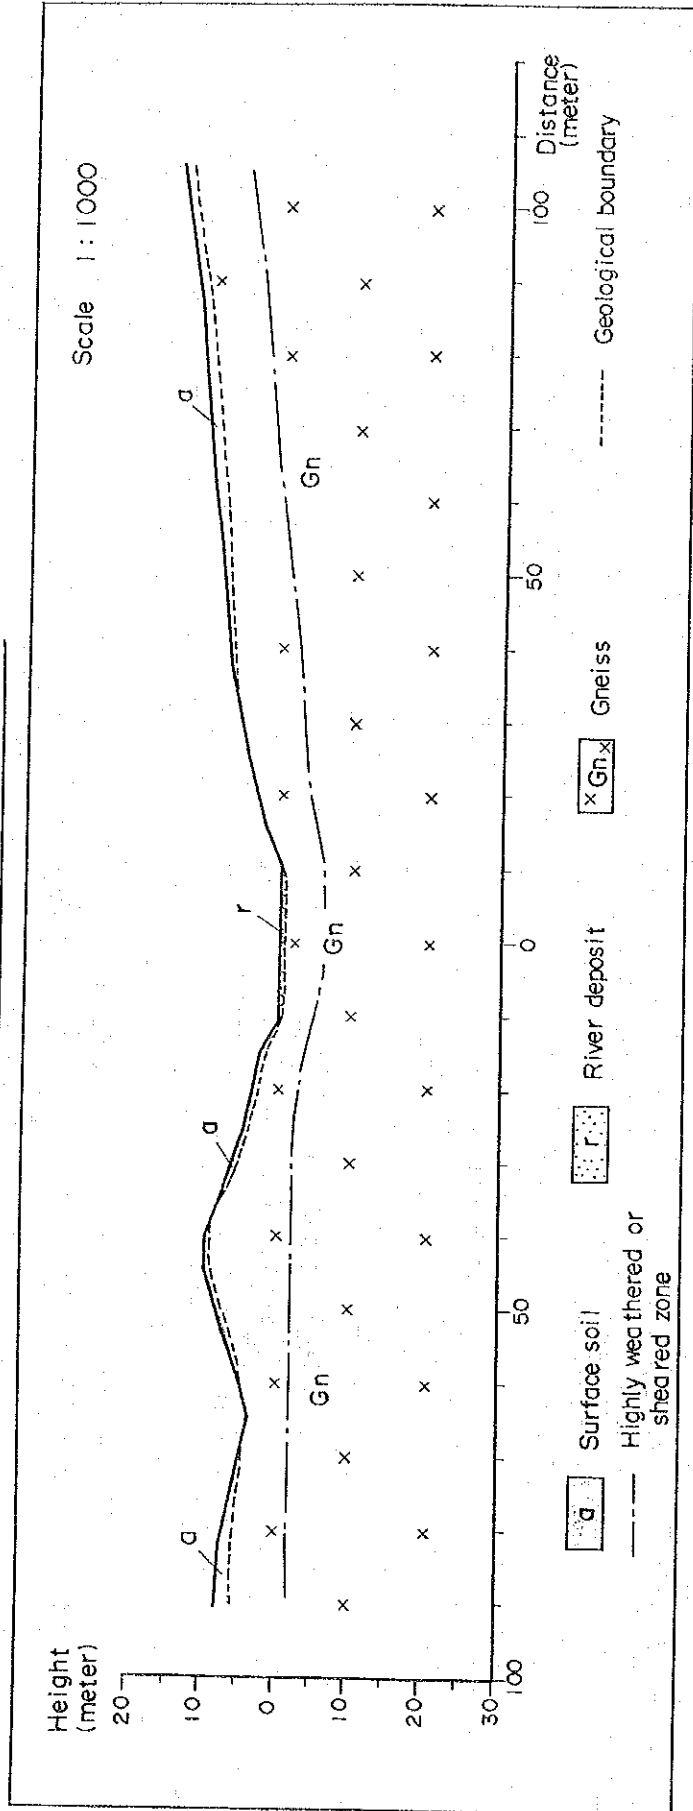 Scale 1:1000
Height
(meter)
20
10
0
10
20
30
a
a
r
a
Gn
Gn
Gn
100
50
0
50
100
Distance
(meter)
a Surface soil
r River deposit
Gn Gneiss
Geological boundary
Highly weathered or
sheared zone